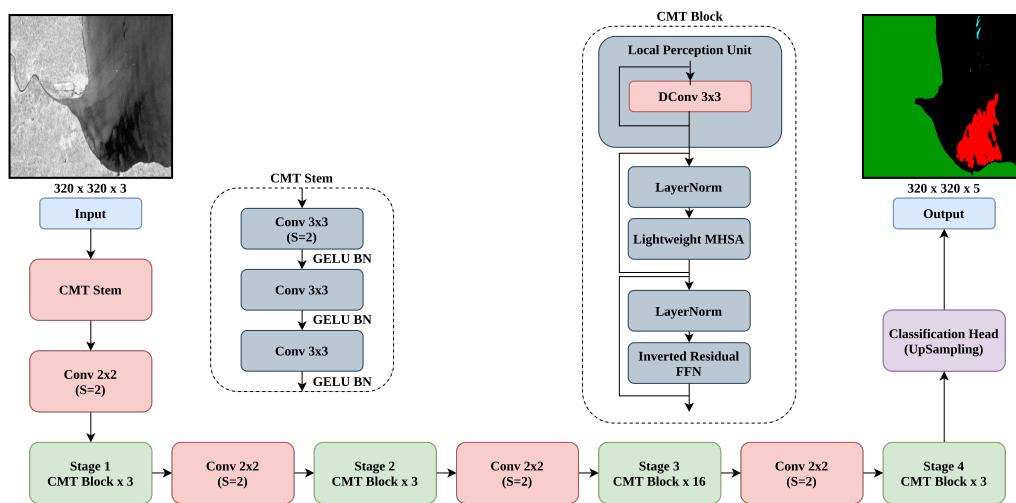 320 x 320 x 3
Input
CMT Stem
Conv 2x2
(S=2)
CMT Stem
Conv 3x3
(S=2)
GELU BN
Conv 3x3
GELU BN
Conv 3x3
GELU BN
CMT Block
Local Perception Unit
DConv 3x3
LayerNorm
Lightweight MHSA
LayerNorm
Inverted Residual
FFN
320 x 320 x 5
Output
Classification Head
(UpSampling)
Stage 1
CMT Block x 3
Conv 2x2
(S=2)
Stage 2
CMT Block x 3
Conv 2x2
(S=2)
Stage 3
CMT Block x 16
Conv 2x2
(S=2)
Stage 4
CMT Block x 3